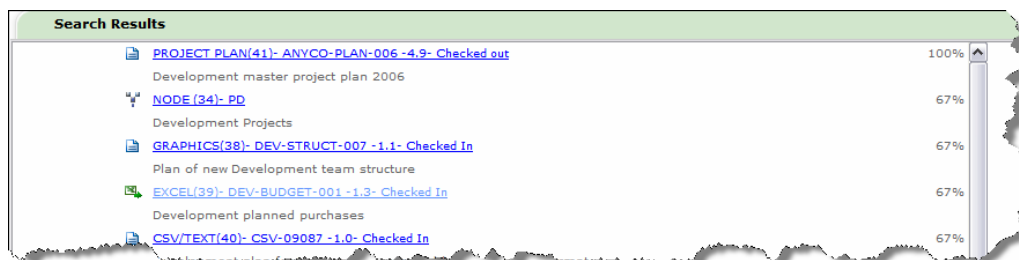 Search Results
PROJECT PLAN(41)- ANYCO-PLAN-006 -4.9- Checked out 100%
Development master project plan 2006
NODE (34)- PD 67%
Development Projects
GRAPHICS(38)- DEV-STRUCT-007 -1.1- Checked In 67%
Plan of new Development team structure
EXCEL(39)- DEV-BUDGET-001 -1.3- Checked In 67%
Development planned purchases
CSV/TEXT(40)- CSV-09087 -1.0- Checked In 67%